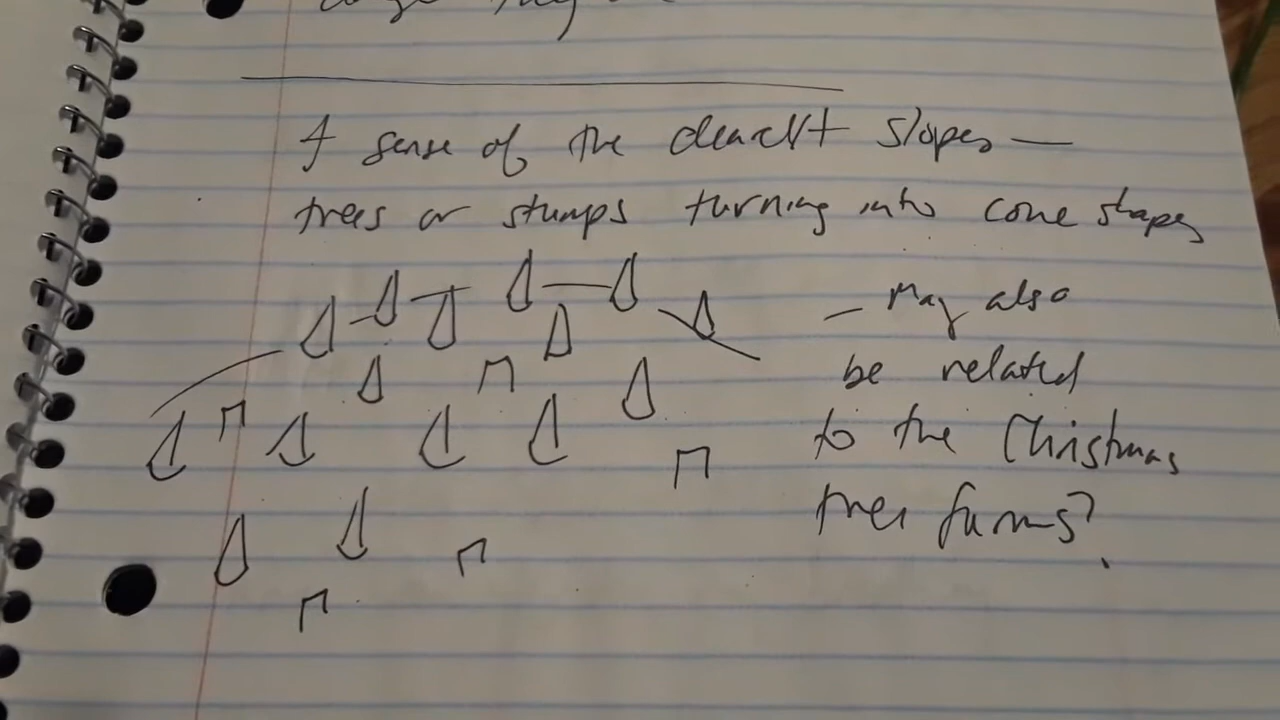 A sense of the clearcut slopes —
trees or stumps turning into cone shapes
— May also
be related
to the Christmas
tree farms?